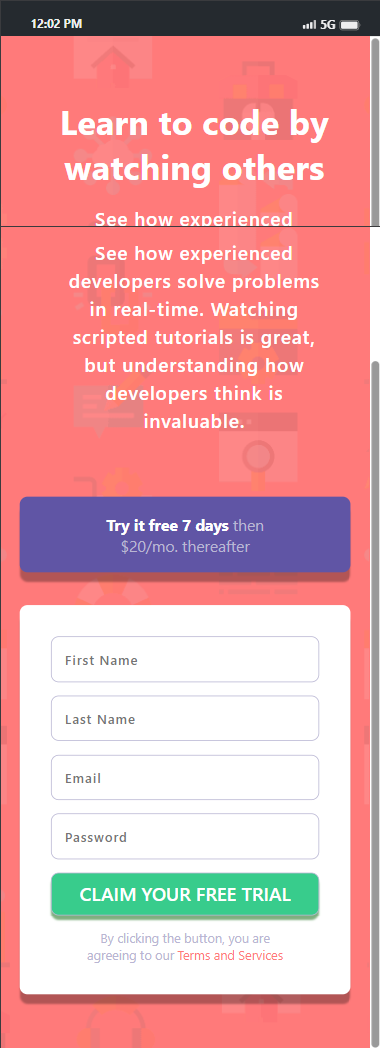 12:02 PM 5G
Learn to code by
watching others
See how experienced
See how experienced
developers solve problems
in real-time. Watching
scripted tutorials is great,
but understanding how
developers think is
invaluable.
Try it free 7 days then
$20/mo. thereafter
First Name
Last Name
Email
Password
CLAIM YOUR FREE TRIAL
By clicking the button, you are
agreeing to our Terms and Services